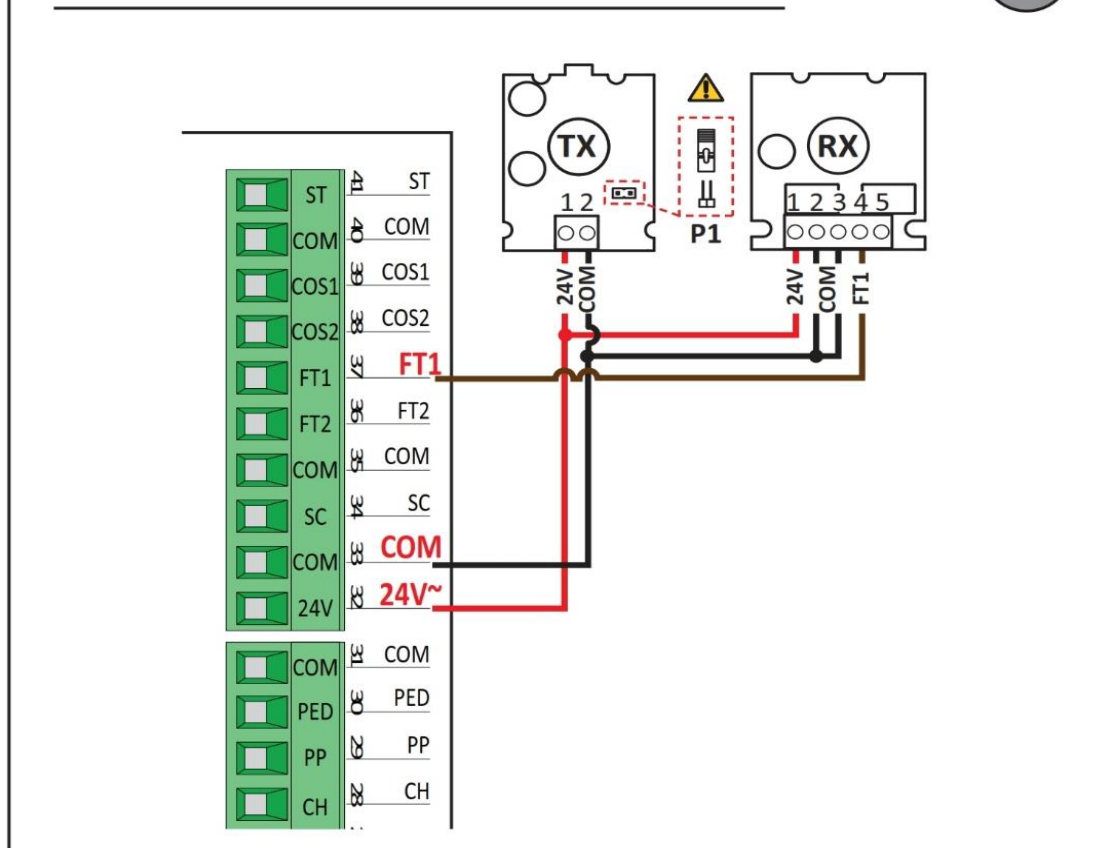 TX
RX
1 2
P1
1 2 3 4 5
24V
COM
24V
COM
FT1
ST 41 ST
COM 40 COM
COS1 39 COS1
COS2 38 COS2
FT1 37 FT1
FT2 36 FT2
COM 35 COM
SC 34 SC
COM 33 COM
24V 32 24V~
COM 31 COM
PED 30 PED
PP 29 PP
CH 28 CH